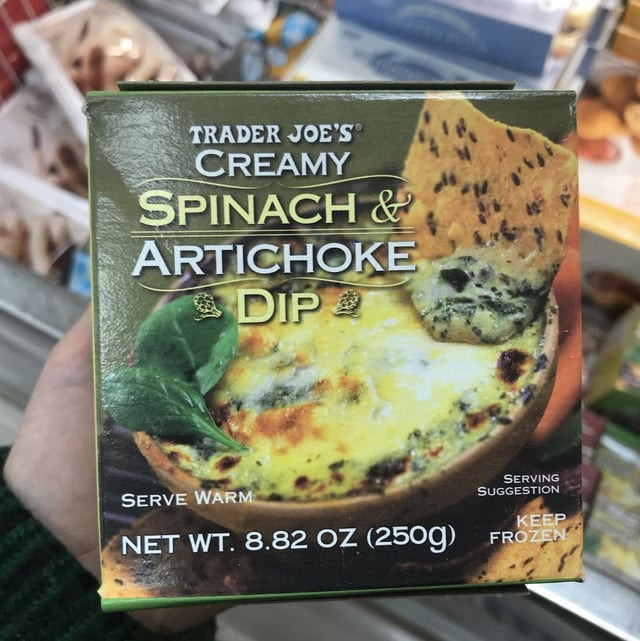 TRADER JOE'S®
CREAMY
SPINACH &
ARTICHOKE
DIP
SERVE WARM
SERVING
SUGGESTION
KEEP
FROZEN
NET WT. 8.82 OZ (250g)